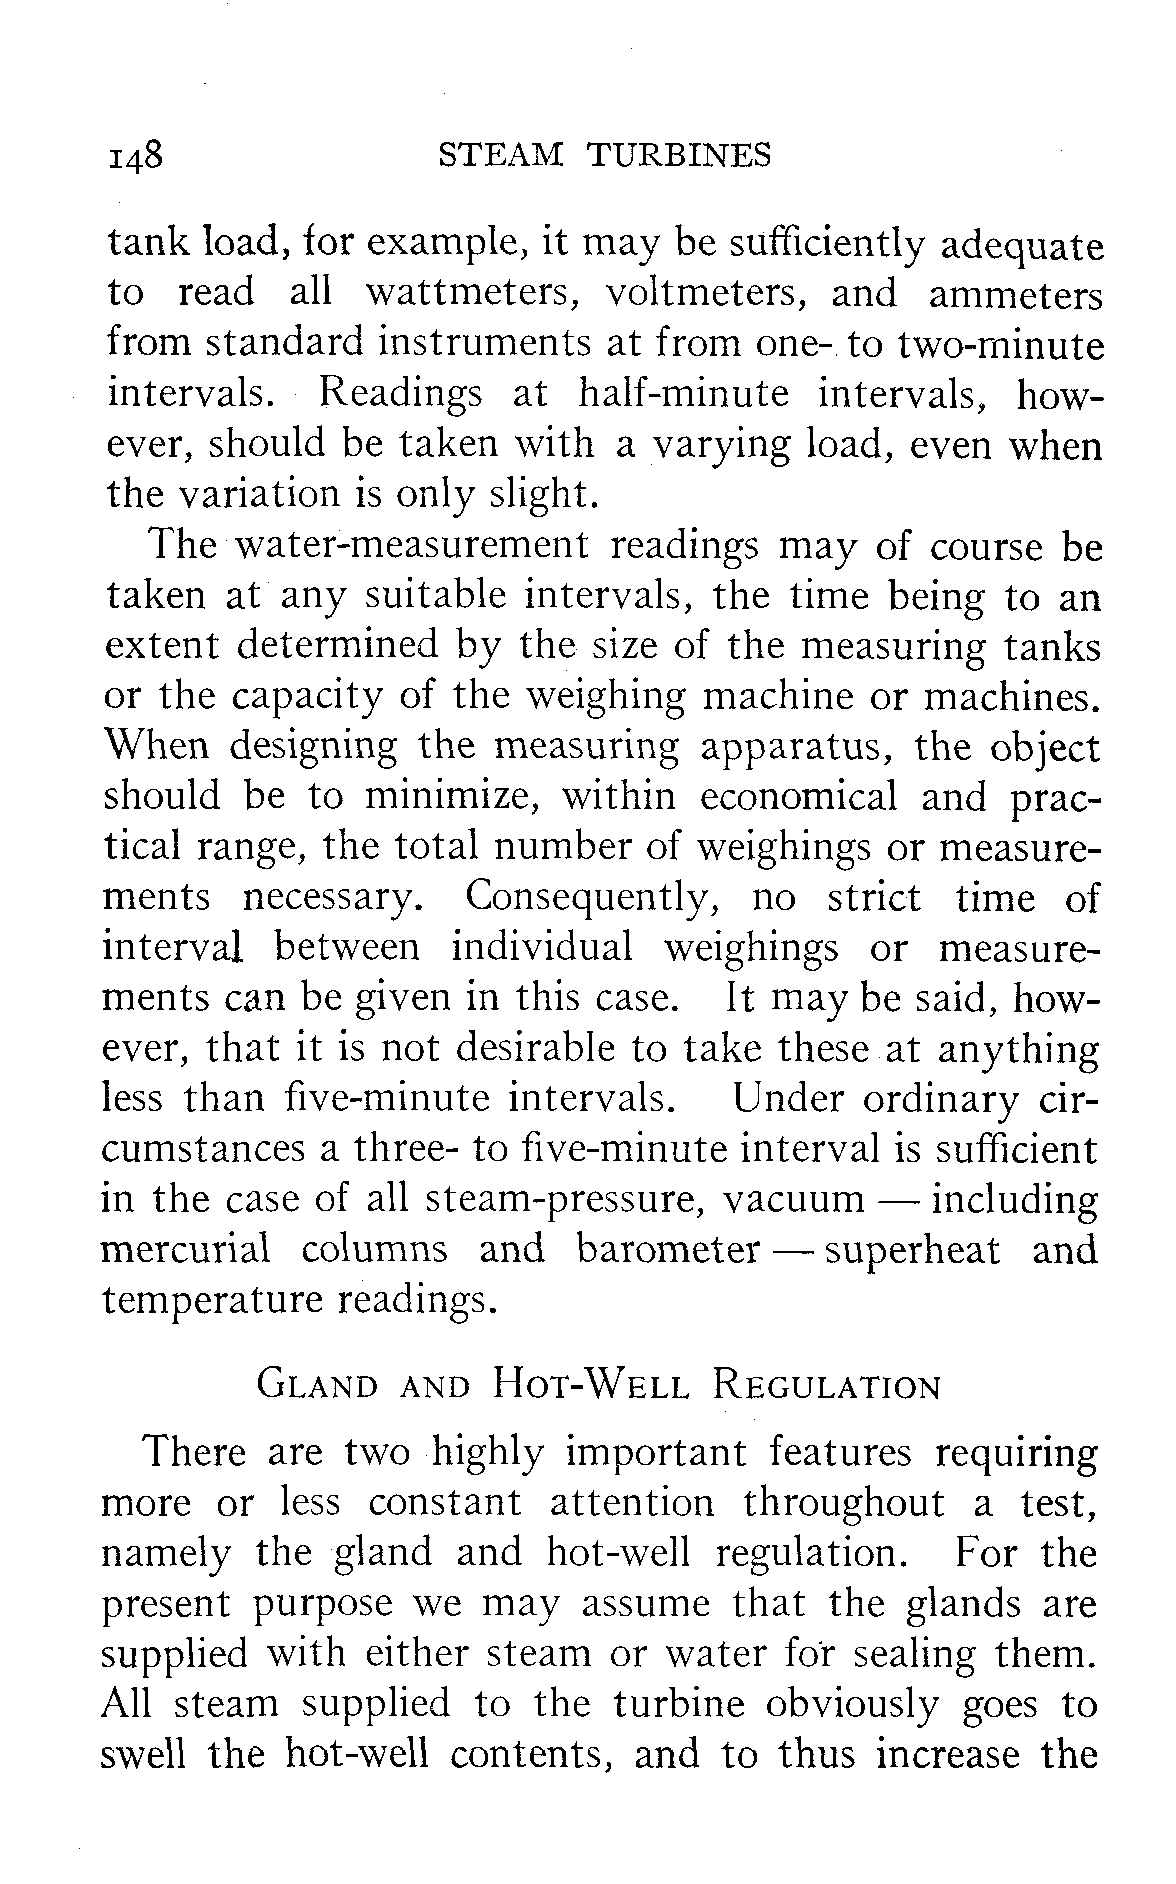 148 STEAM TURBINES
tank load, for example, it may be sufficiently adequate
to read all wattmeters, voltmeters, and ammeters
from standard instruments at from one- to two-minute
intervals. Readings at half-minute intervals, how-
ever, should be taken with a varying load, even when
the variation is only slight.
The water-measurement readings may of course be
taken at any suitable intervals, the time being to an
extent determined by the size of the measuring tanks
or the capacity of the weighing machine or machines.
When designing the measuring apparatus, the object
should be to minimize, within economical and prac-
tical range, the total number of weighings or measure-
ments necessary. Consequently, no strict time of
interval between individual weighings or measure-
ments can be given in this case. It may be said, how-
ever, that it is not desirable to take these at anything
less than five-minute intervals. Under ordinary cir-
cumstances a three- to five-minute interval is sufficient
in the case of all steam-pressure, vacuum — including
mercurial columns and barometer — superheat and
temperature readings.
GLAND AND HOT-WELL REGULATION
There are two highly important features requiring
more or less constant attention throughout a test,
namely the gland and hot-well regulation. For the
present purpose we may assume that the glands are
supplied with either steam or water for sealing them.
All steam supplied to the turbine obviously goes to
swell the hot-well contents, and to thus increase the